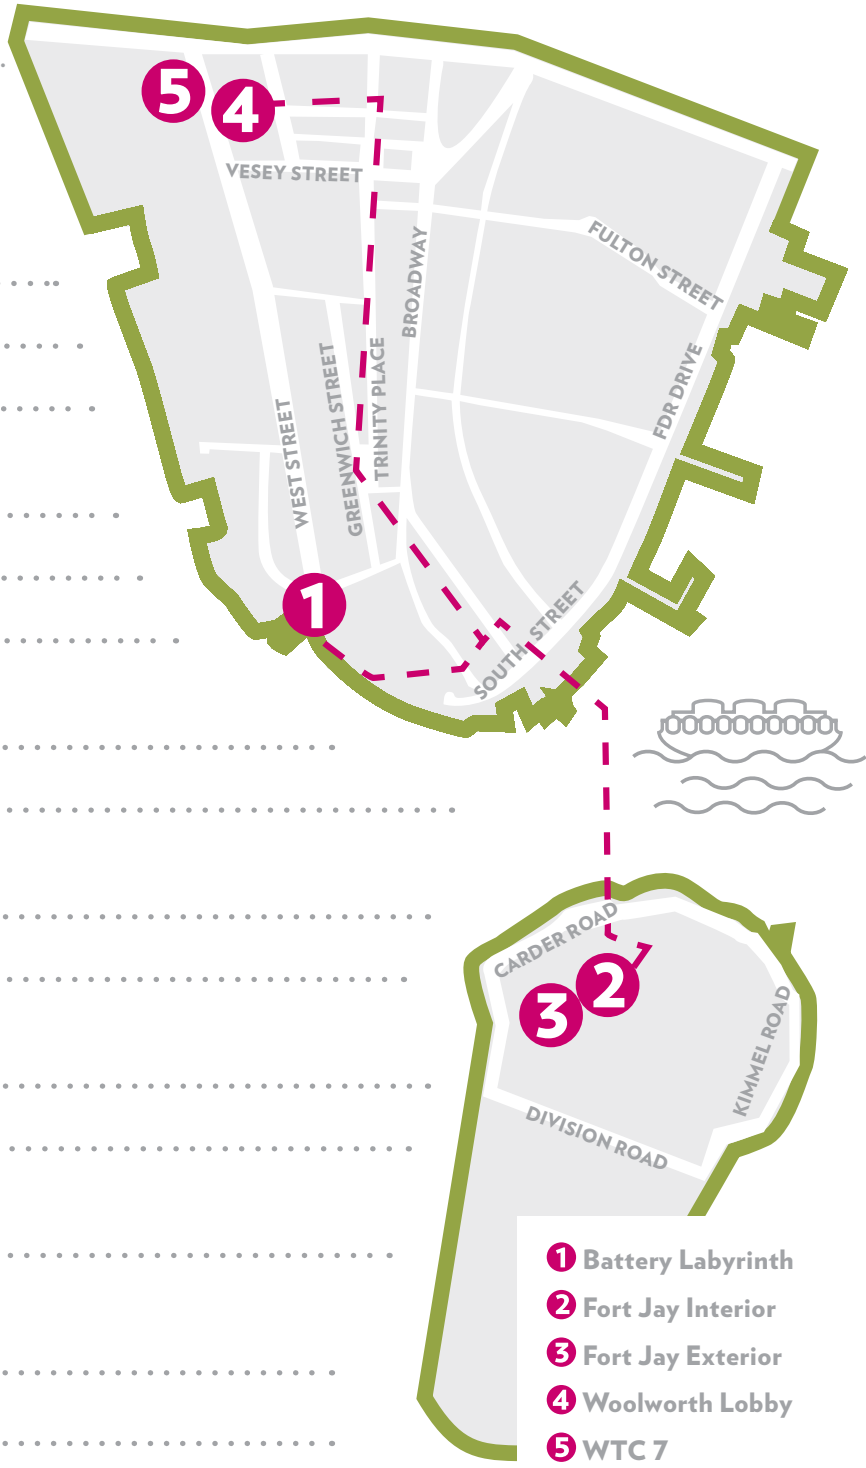 5
4
VESEY STREET
FULTON STREET
BROADWAY
FDR DRIVE
TRINITY PLACE
GREENWICH STREET
WEST STREET
1
SOUTH STREET
CARDER ROAD
2
3
KIMMEL ROAD
DIVISION ROAD
1 Battery Labyrinth
2 Fort Jay Interior
3 Fort Jay Exterior
4 Woolworth Lobby
5 WTC 7